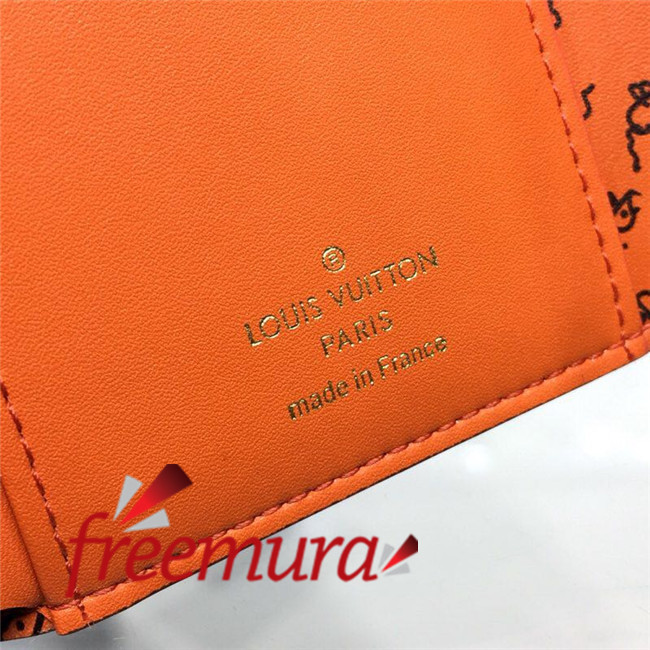 Ⓟ
LOUIS VUITTON
PARIS
made in France
freemura